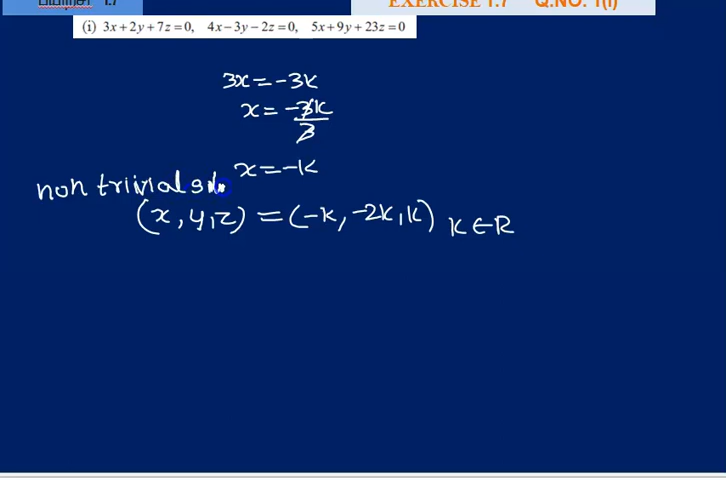 EXERCISE 1.7 Q.NO. 1(i)
(i) 3x+2y+7z=0, 4x−3y−2z=0, 5x+9y+23z=0
3x=-3k
x=-3k/3
x=-k
non trivial
(x,y,z)=(-k,-2k,k) k∈R